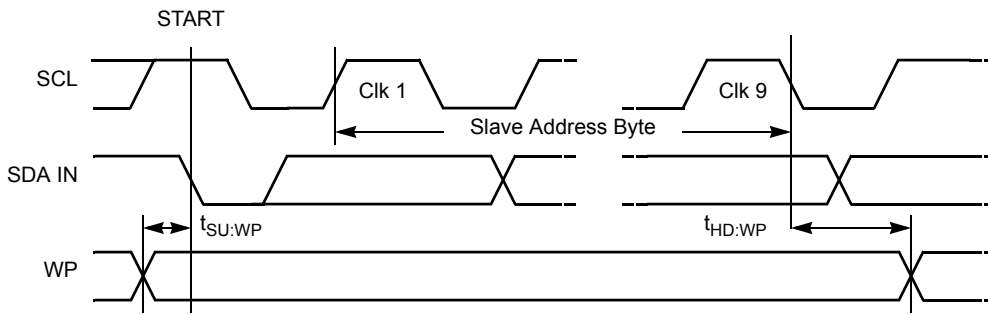 START
SCL
Clk 1
Clk 9
Slave Address Byte
SDA IN
tSU:WP
tHD:WP
WP